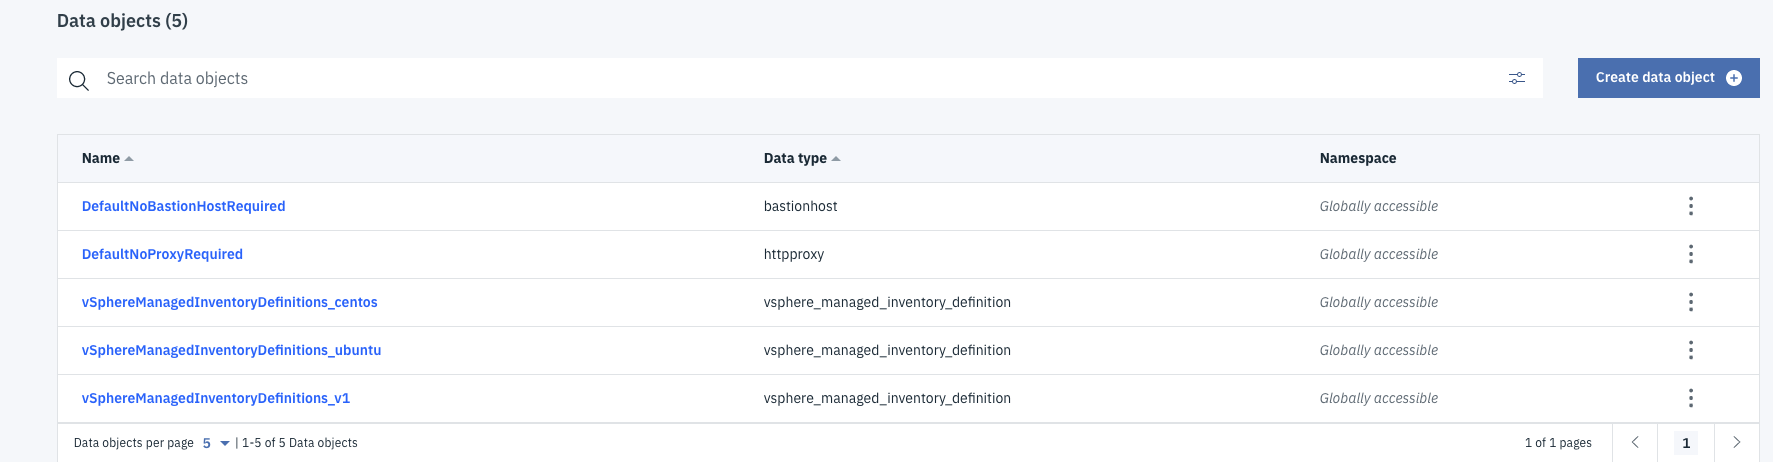 Data objects (5)
Search data objects
Create data object
Name Data type Namespace
DefaultNoBastionHostRequired bastionhost Globally accessible
DefaultNoProxyRequired httpproxy Globally accessible
vSphereManagedInventoryDefinitions_centos vsphere_managed_inventory_definition Globally accessible
vSphereManagedInventoryDefinitions_ubuntu vsphere_managed_inventory_definition Globally accessible
vSphereManagedInventoryDefinitions_v1 vsphere_managed_inventory_definition Globally accessible
Data objects per page 5 | 1-5 of 5 Data objects 1 of 1 pages 1